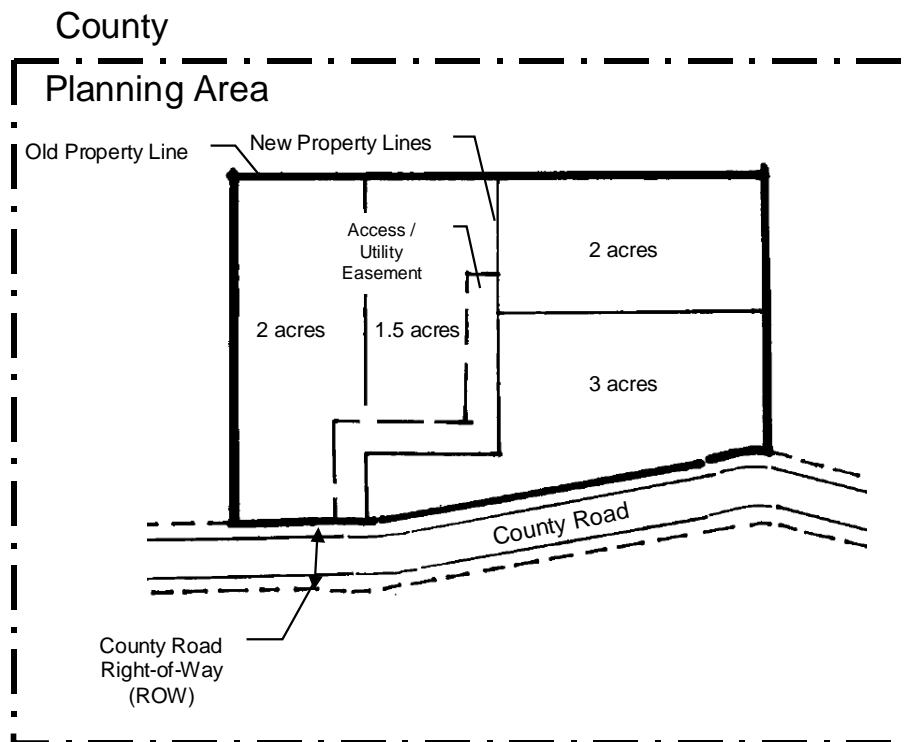 County
Planning Area
New Property Lines
Old Property Line
Access /
Utility
Easement
2 acres
2 acres
1.5 acres
3 acres
County Road
County Road
Right-of-Way
(ROW)